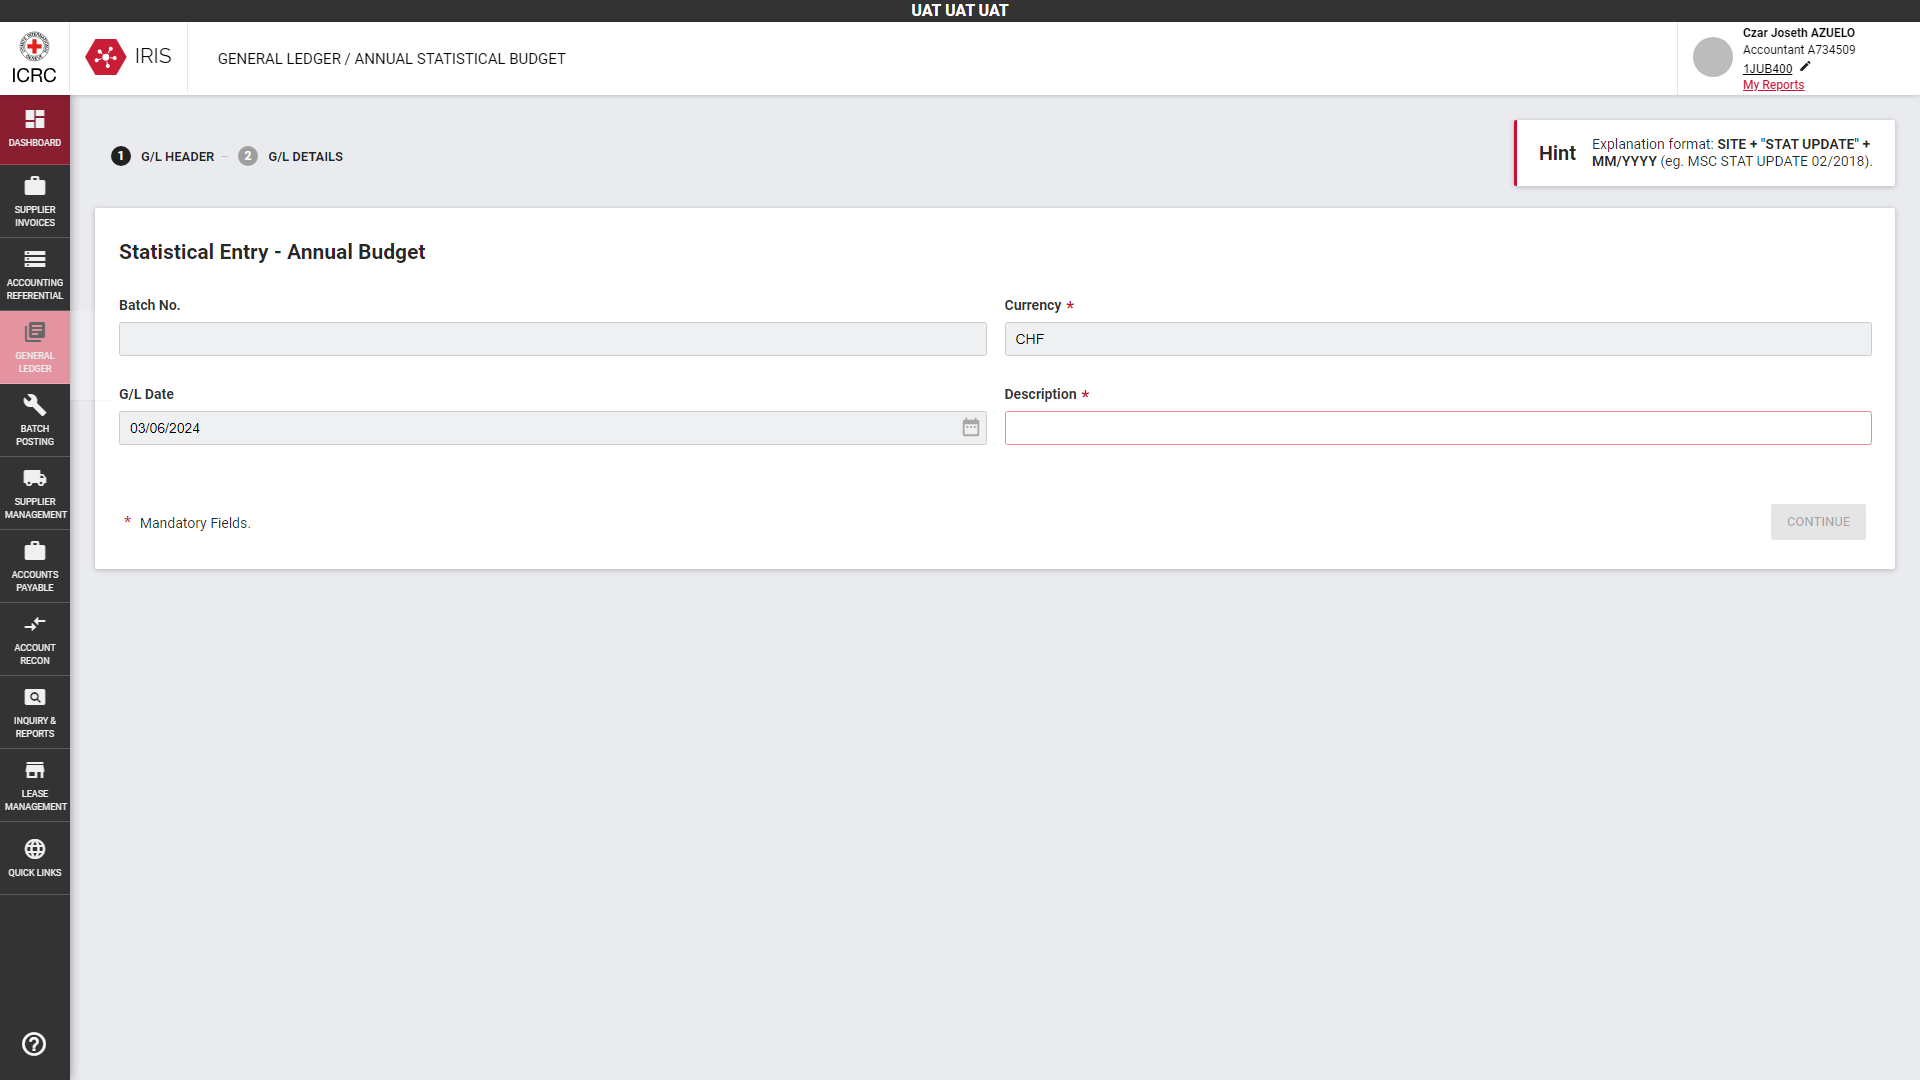 UAT UAT UAT
ICRC
IRIS
GENERAL LEDGER / ANNUAL STATISTICAL BUDGET
Czar Joseth AZUELO
Accountant A734509
1JUB400
My Reports
DASHBOARD
SUPPLIER
INVOICES
ACCOUNTING
REFERENTIAL
GENERAL
LEDGER
BATCH
POSTING
SUPPLIER
MANAGEMENT
ACCOUNTS
PAYABLE
ACCOUNT
RECON
INQUIRY &
REPORTS
LEASE
MANAGEMENT
QUICK LINKS
1 G/L HEADER – 2 G/L DETAILS
Hint
Explanation format: SITE + "STAT UPDATE" +
MM/YYYY (eg. MSC STAT UPDATE 02/2018).
Statistical Entry - Annual Budget
Batch No.
Currency *
CHF
G/L Date
03/06/2024
Description *
* Mandatory Fields.
CONTINUE